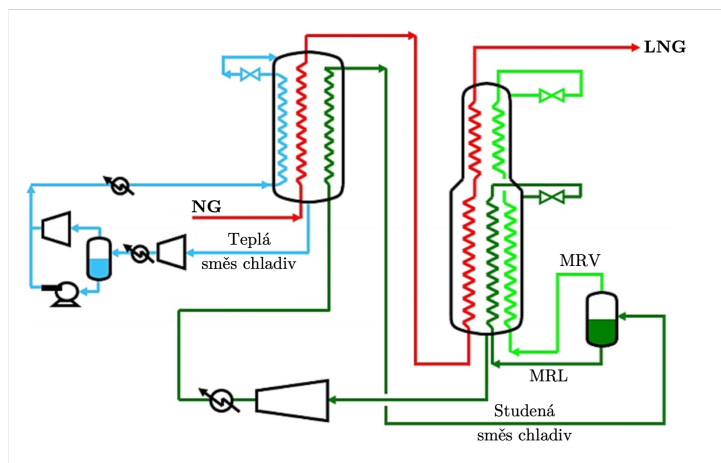 LNG
NG
Teplá
směs chladiv
MRV
MRL
Studená
směs chladiv